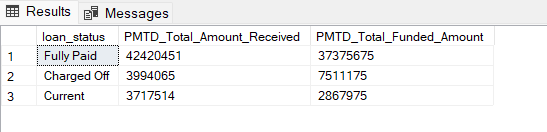 Results Messages
loan_status PMTD_Total_Amount_Received PMTD_Total_Funded_Amount
1 Fully Paid 42420451 37375675
2 Charged Off 3994065 7511175
3 Current 3717514 2867975